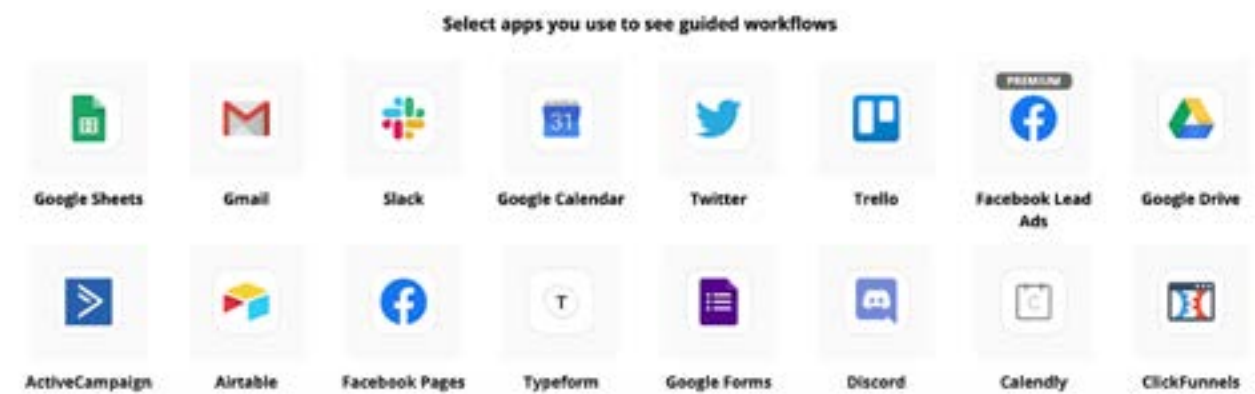 Select apps you use to see guided workflows
PREMIUM
31
Google Sheets
Gmail
Slack
Google Calendar
Twitter
Trello
Facebook Lead
Ads
Google Drive
T
C
ActiveCampaign
Airtable
Facebook Pages
Typeform
Google Forms
Discord
Calendly
ClickFunnels